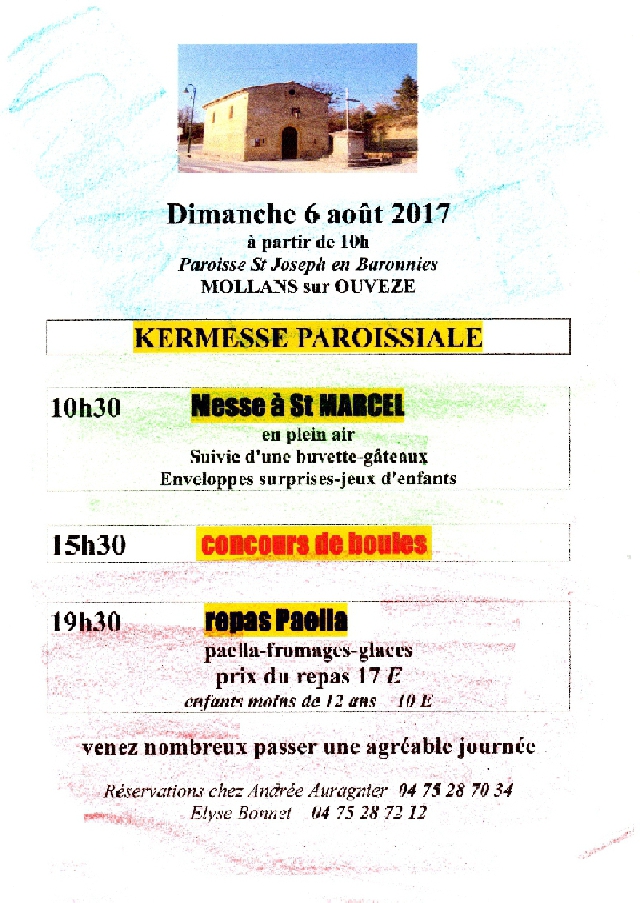 Dimanche 6 août 2017
à partir de 10h
Paroisse St Joseph en Baronnies
MOLLANS sur OUVEZE
KERMESSE PAROISSIALE
10h30 Messe à St MARCEL
en plein air
Suivie d'une buvette-gâteaux
Enveloppes surprises-jeux d'enfants
15h30 concours de boules
19h30 repas Paella
paella-fromages-glaces
prix du repas 17 E
enfants moins de 12 ans 10 E
venez nombreux passer une agréable journée
Réservations chez Andrée Auragnier 04 75 28 70 34
Elyse Bonnet 04 75 28 72 12